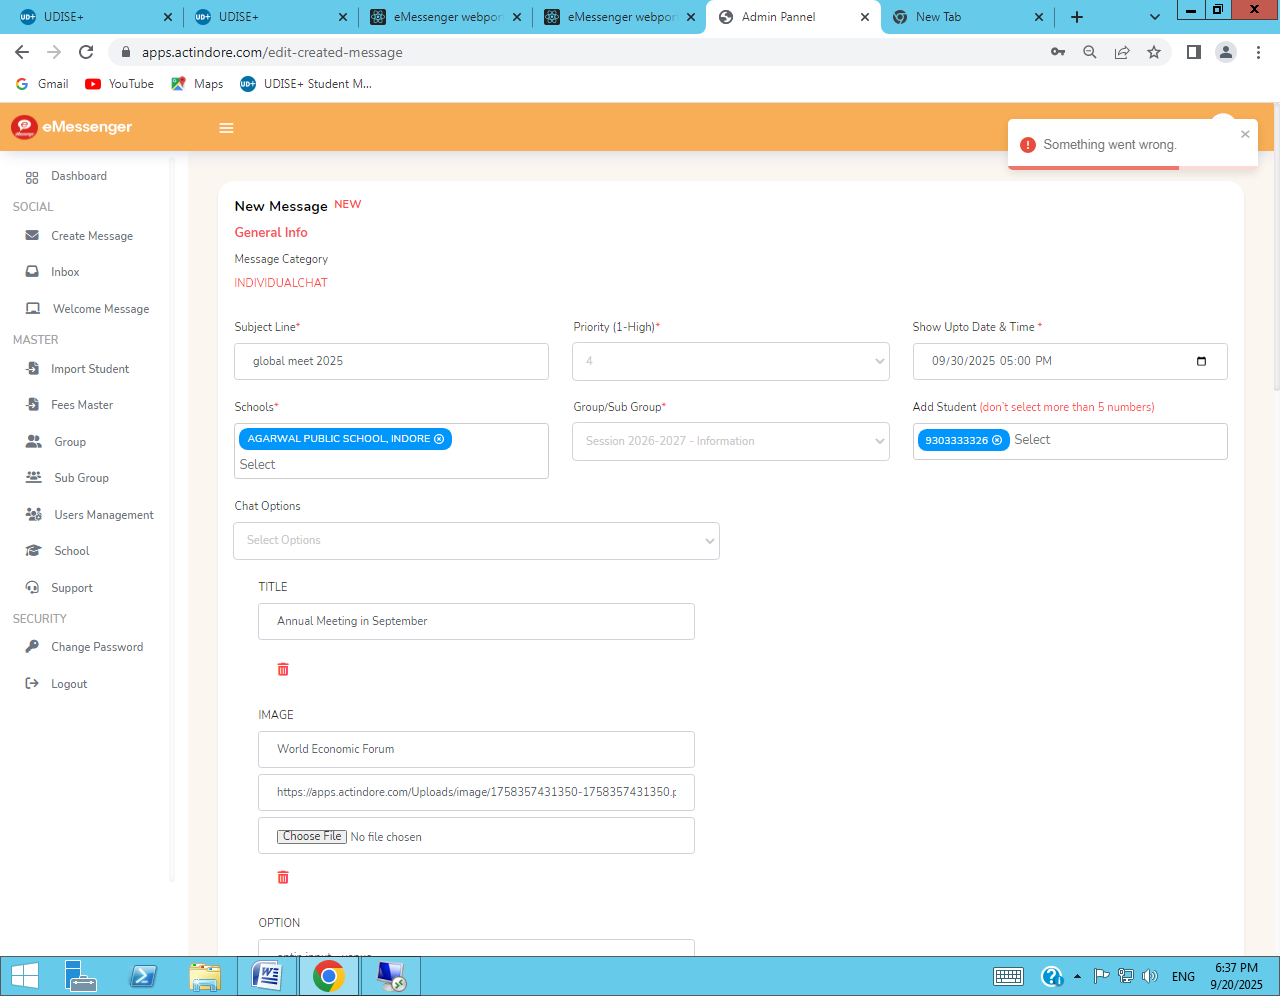 UDISE+
UDISE+
eMessenger webpor
eMessenger webpor
Admin Pannel
New Tab
apps.actindore.com/edit-created-message
Gmail
YouTube
Maps
UDISE+ Student M...
eMessenger
Something went wrong.
Dashboard
SOCIAL
Create Message
Inbox
Welcome Message
MASTER
Import Student
Fees Master
Group
Sub Group
Users Management
School
Support
SECURITY
Change Password
Logout
New Message NEW
General Info
Message Category
INDIVIDUALCHAT
Subject Line*
global meet 2025
Priority (1-High)*
4
Show Upto Date & Time *
09/30/2025 05:00 PM
Schools*
AGARWAL PUBLIC SCHOOL, INDORE
Select
Group/Sub Group*
Session 2026-2027 - Information
Add Student (don't select more than 5 numbers)
9303333326 Select
Chat Options
Select Options
TITLE
Annual Meeting in September
IMAGE
World Economic Forum
https://apps.actindore.com/Uploads/image/1758357431350-1758357431350.p
Choose File No file chosen
OPTION
ENG
6:37 PM
9/20/2025